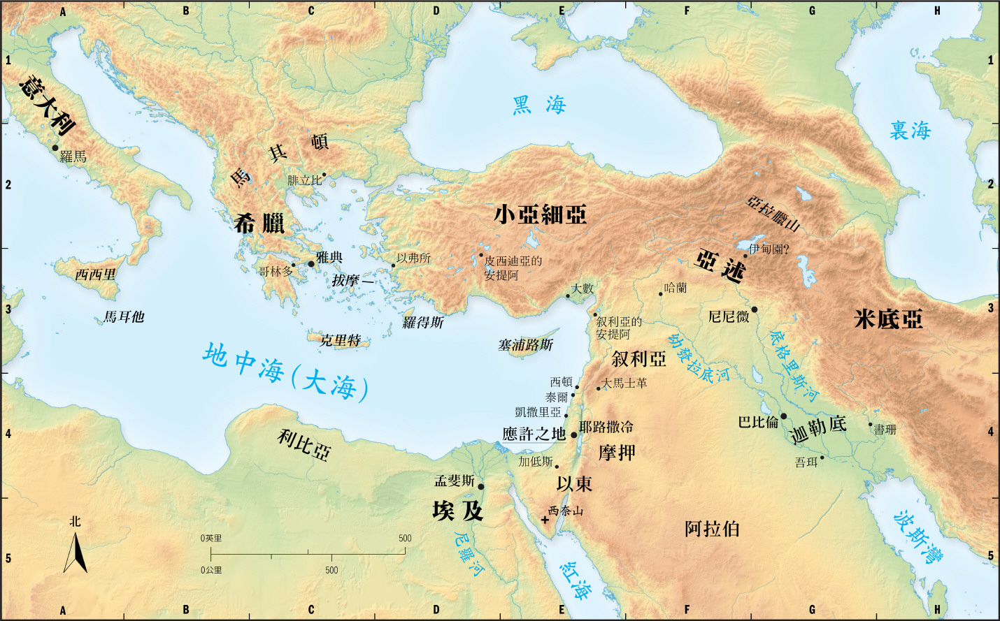 A B C D E F G H
1 1
黑海
意大利
裏海
羅馬
馬其頓
腓立比
2 2
亞拉臘山
小亞細亞
希臘
伊甸園?
雅典
以弗所
皮西迪亞的
安提阿
亞述
哥林多
西西里
拔摩
大數
哈蘭
3 3
馬耳他
羅得斯
尼尼微
米底亞
敍利亞的
安提阿
克里特
塞浦路斯
地中海(大海)
敍利亞
幼發拉底河
底格里斯河
西頓
大馬士革
泰爾
凱撒里亞
巴比倫
迦勒底
書珊
耶路撒冷
應許之地
4 4
利比亞
摩押
加低斯
吾珥
孟斐斯
以東
埃及
西奈山
北
阿拉伯
波斯灣
0英里 500
尼羅河
5 5
0公里 500
紅海
A B C D E F G H